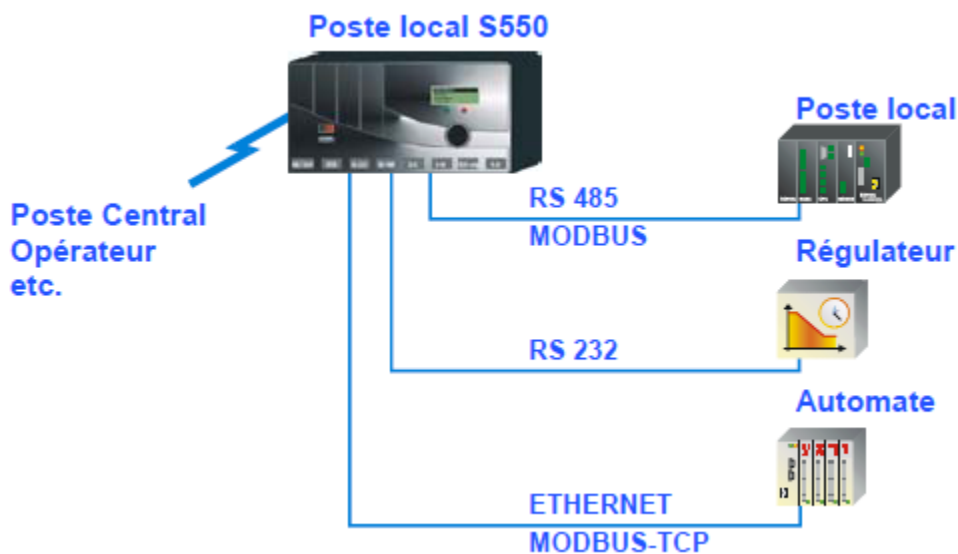 Poste local S550
Poste local
RS 485
MODBUS
Poste Central
Opérateur
etc.
Régulateur
RS 232
Automate
ETHERNET
MODBUS-TCP